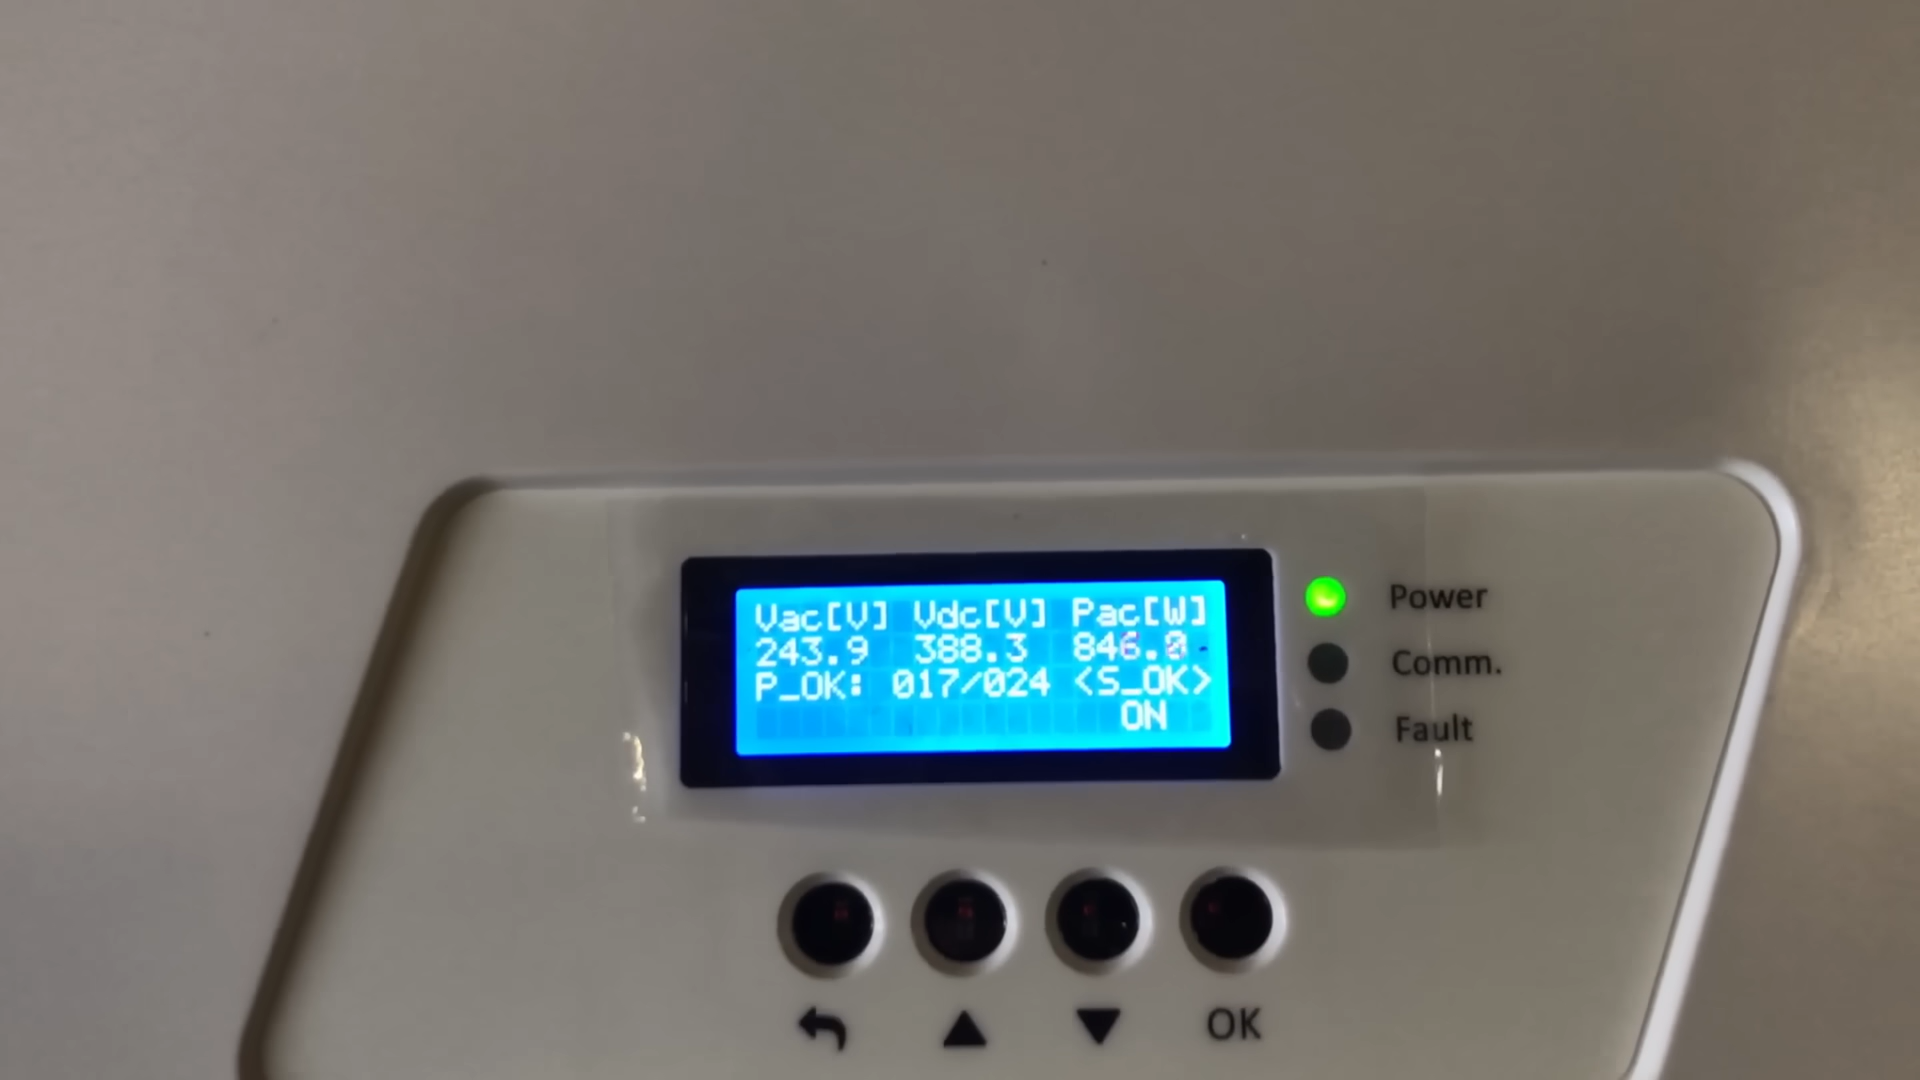 Vac[V] Vdc[V] Pac[W]
243.9 388.3 846.0
P_OK: 017/024 <S_OK>
ON
Power
Comm.
Fault
OK